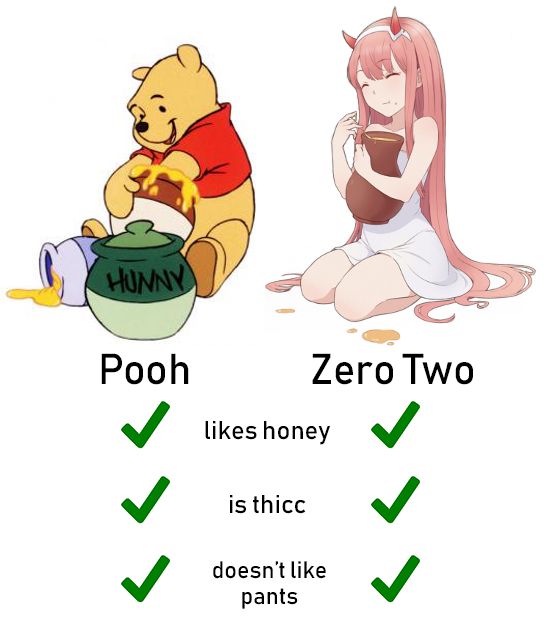 HUNNY
Pooh
Zero Two
likes honey
is thicc
doesn't like
pants